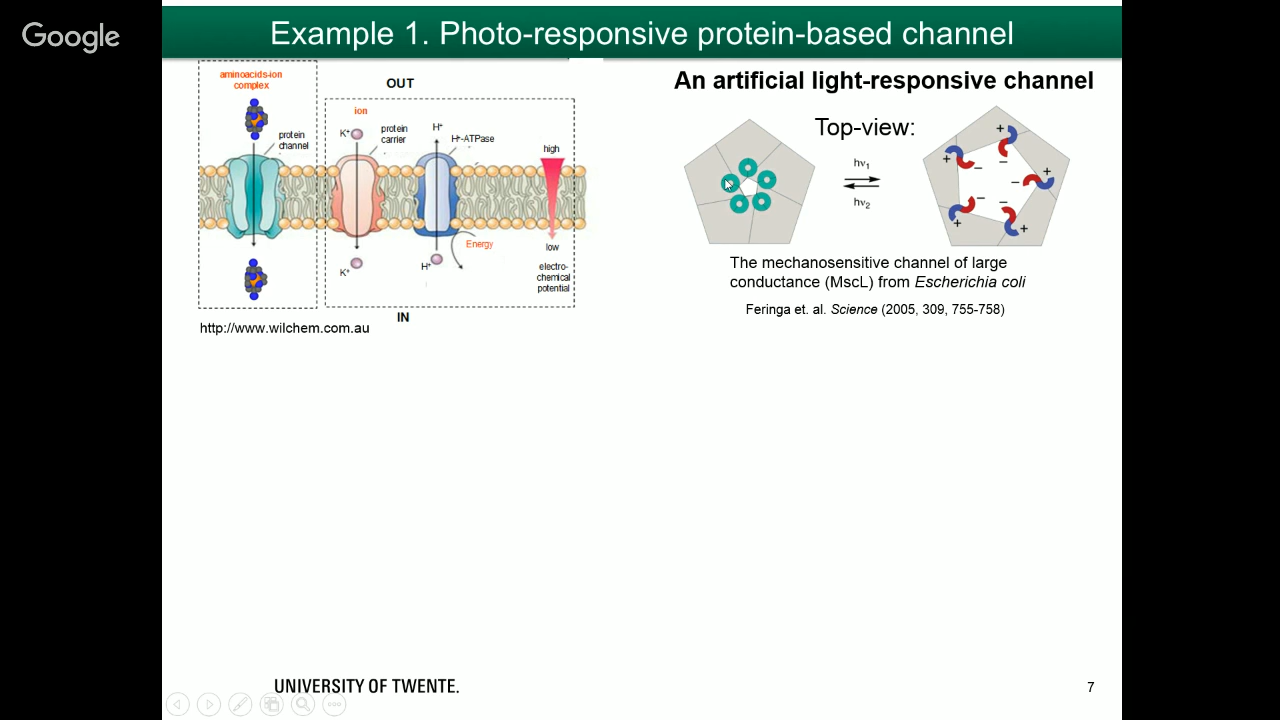 Google
Example 1. Photo-responsive protein-based channel
aminoacids-ion
complex
protein
channel
OUT
ion
K+
protein
carrier
H+
H+-ATPase
high
Energy
K+
H+
low
electro-
chemical
potential
IN
http://www.wilchem.com.au
An artificial light-responsive channel
Top-view:
hν1
hν2
+
−
+
−
+
−
+
−
+
−
The mechanosensitive channel of large
conductance (MscL) from Escherichia coli
Feringa et. al. Science (2005, 309, 755-758)
UNIVERSITY OF TWENTE.
7